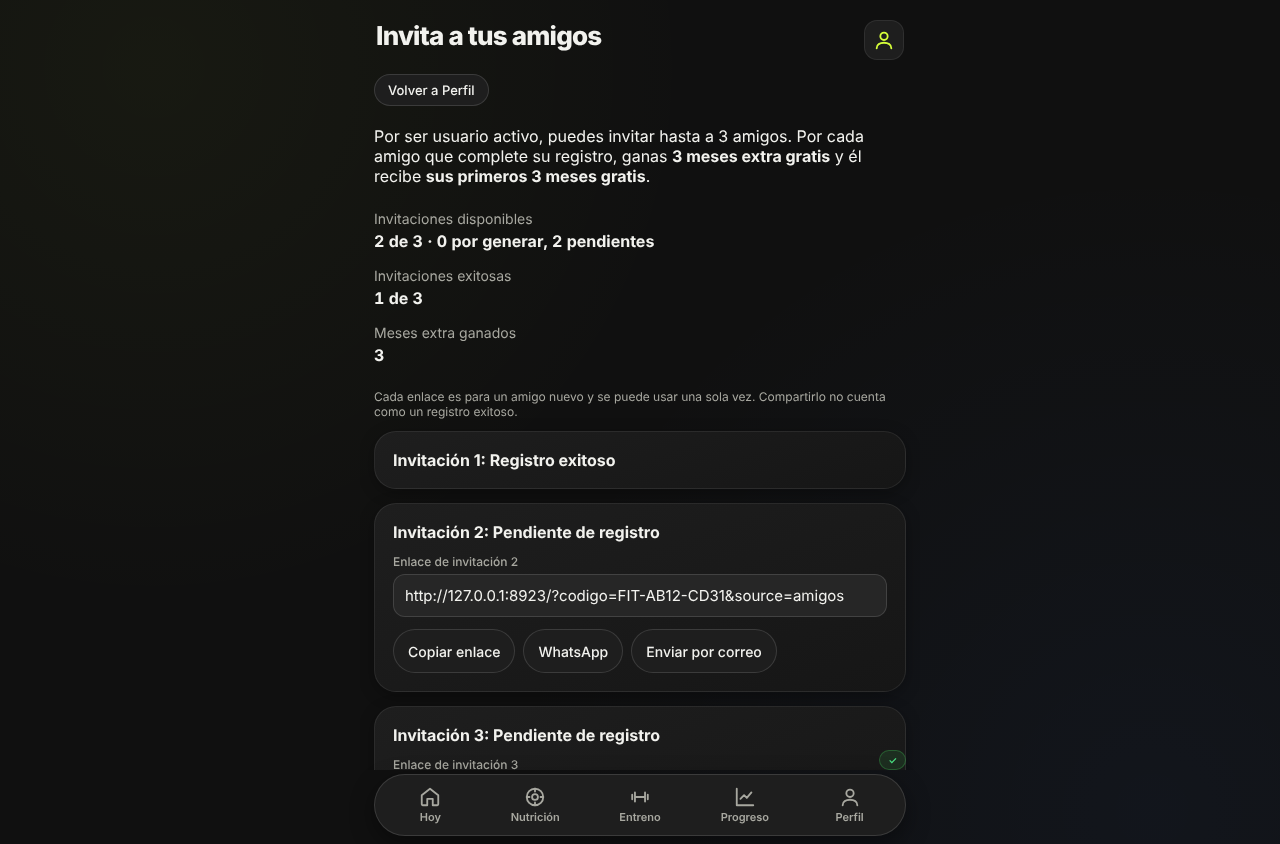 Invita a tus amigos
Volver a Perfil
Por ser usuario activo, puedes invitar hasta a 3 amigos. Por cada
amigo que complete su registro, ganas 3 meses extra gratis y él
recibe sus primeros 3 meses gratis.
Invitaciones disponibles
2 de 3 · 0 por generar, 2 pendientes
Invitaciones exitosas
1 de 3
Meses extra ganados
3
Cada enlace es para un amigo nuevo y se puede usar una sola vez. Compartirlo no cuenta
como un registro exitoso.
Invitación 1: Registro exitoso
Invitación 2: Pendiente de registro
Enlace de invitación 2
http://127.0.0.1:8923/?codigo=FIT-AB12-CD31&source=amigos
Copiar enlace WhatsApp Enviar por correo
Invitación 3: Pendiente de registro
Enlace de invitación 3
Hoy Nutrición Entreno Progreso Perfil